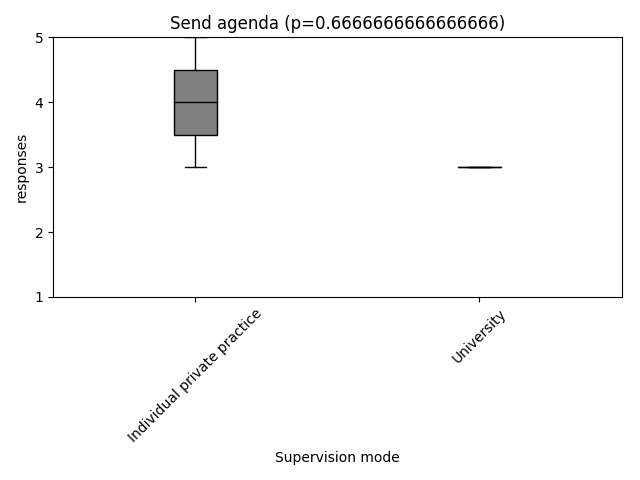 Send agenda (p=0.6666666666666666)
5
4
3
2
1
responses
Individual private practice
University
Supervision mode